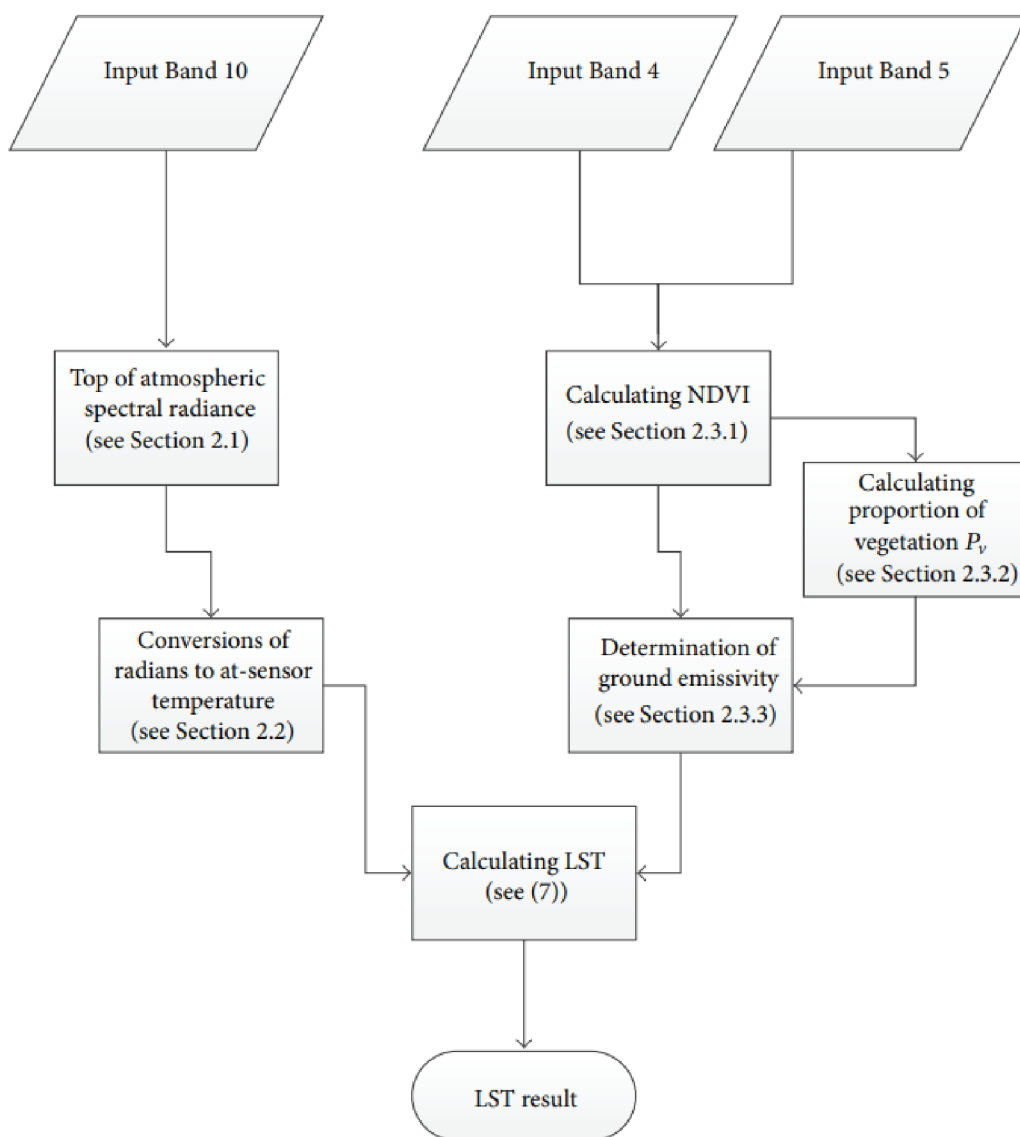 Input Band 10
Input Band 4
Input Band 5
Top of atmospheric
spectral radiance
(see Section 2.1)
Calculating NDVI
(see Section 2.3.1)
Calculating
proportion of
vegetation Pᵥ
(see Section 2.3.2)
Conversions of
radians to at-sensor
temperature
(see Section 2.2)
Determination of
ground emissivity
(see Section 2.3.3)
Calculating LST
(see (7))
LST result